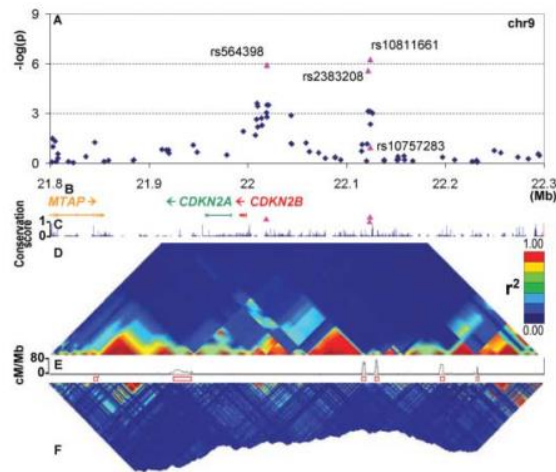 A
chr9
-log(p)
9
6
3
0
rs564398
rs10811661
rs2383208
rs10757283
21.8
21.9
22.0
22.1
22.2
22.3
(Mb)
B
MTAP →
← CDKN2A
← CDKN2B
C
Conservation score
1
0
D
1.00
r²
0.00
E
cM/Mb
80
0
F